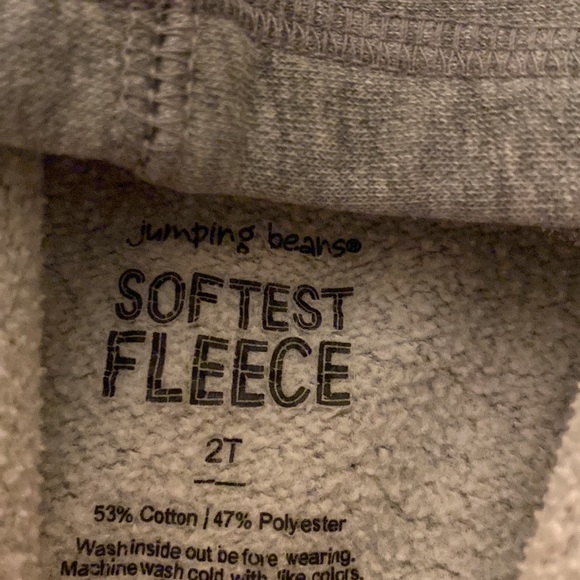 jumping beans®
SOFTEST
FLEECE
2T
53% Cotton | 47% Polyester
Wash inside out before wearing.
Machine wash cold with like colors.